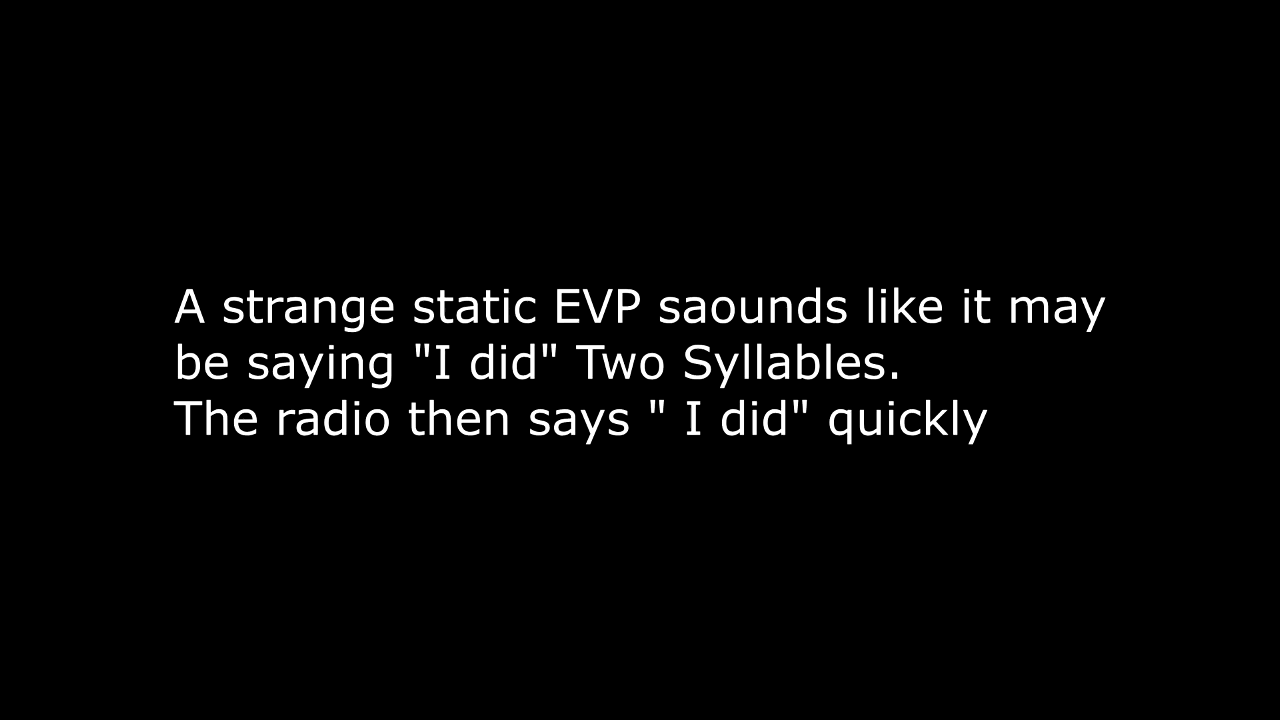 A strange static EVP saounds like it may
be saying "I did" Two Syllables.
The radio then says " I did" quickly